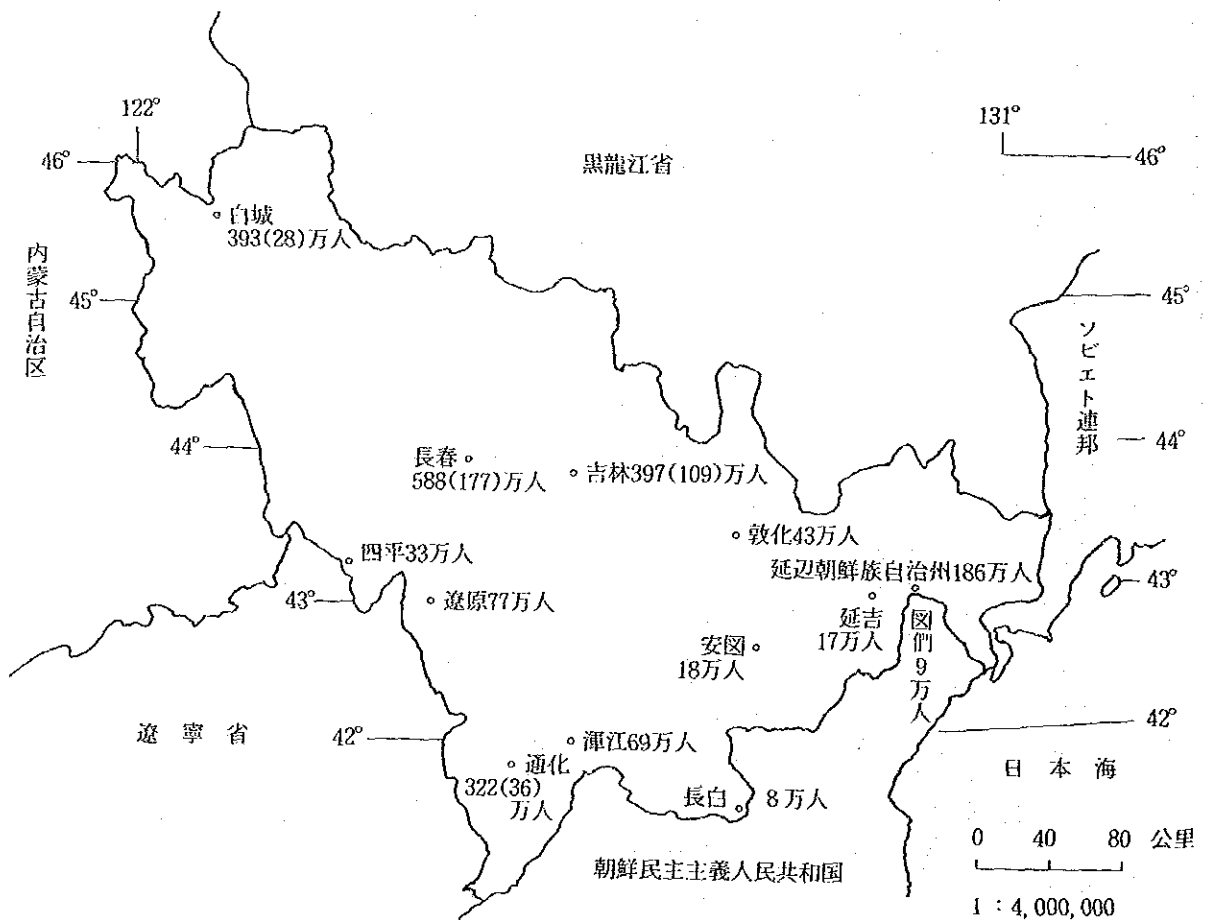 122°
131°
46°
46°
黒龍江省
白城
393(28)万人
内蒙古自治区
45°
45°
ソビエト連邦
44°
44°
長春
588(177)万人
吉林397(109)万人
敦化43万人
四平33万人
延辺朝鮮族自治州186万人
43°
43°
遼原77万人
延吉
17万人
図們9万人
安図
18万人
遼寧省
42°
42°
渾江69万人
通化
322(36)
万人
長白
8万人
日本海
朝鮮民主主義人民共和国
0 40 80 公里
1:4,000,000